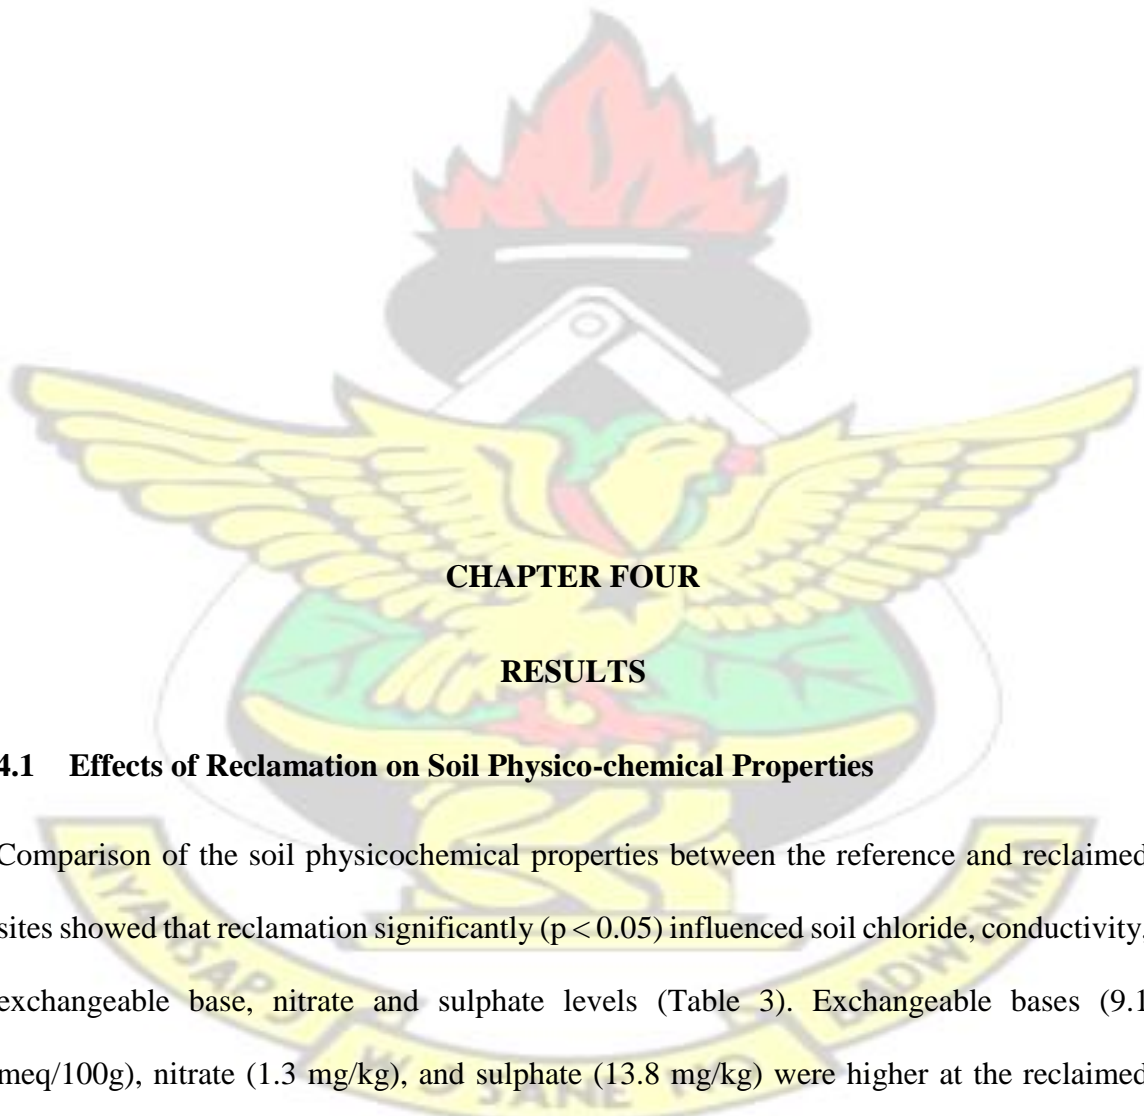 CHAPTER FOUR
RESULTS
4.1 Effects of Reclamation on Soil Physico-chemical Properties
Comparison of the soil physicochemical properties between the reference and reclaimed
sites showed that reclamation significantly (p < 0.05) influenced soil chloride, conductivity,
exchangeable base, nitrate and sulphate levels (Table 3). Exchangeable bases (9.1
meq/100g), nitrate (1.3 mg/kg), and sulphate (13.8 mg/kg) were higher at the reclaimed
NYANSAPO
SANE
BADWENMA